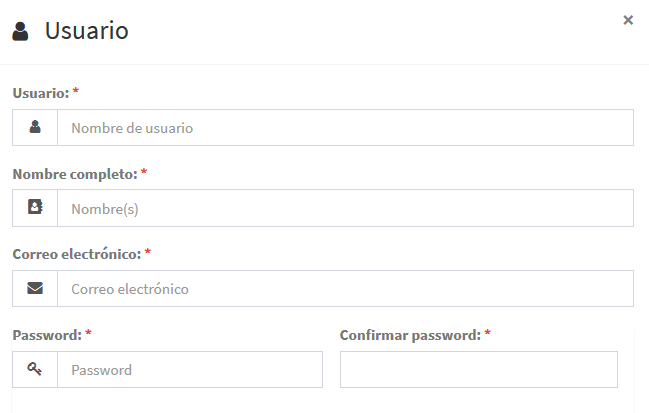 Usuario
×
Usuario: *
Nombre de usuario
Nombre completo: *
Nombre(s)
Correo electrónico: *
Correo electrónico
Password: * Confirmar password: *
Password